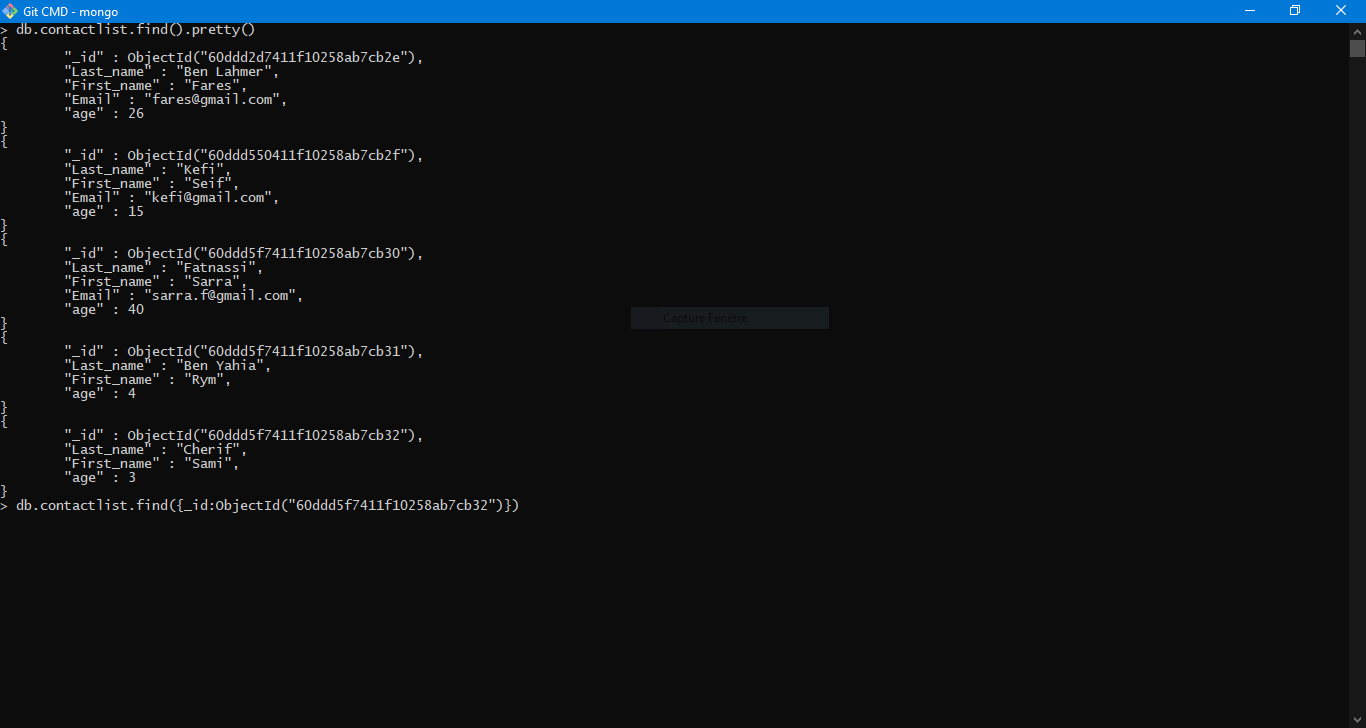 Git CMD - mongo
> db.contactlist.find().pretty()
{
        "_id" : ObjectId("60ddd2d7411f10258ab7cb2e"),
        "Last_name" : "Ben Lahmer",
        "First_name" : "Fares",
        "Email" : "fares@gmail.com",
        "age" : 26
}
{
        "_id" : ObjectId("60ddd550411f10258ab7cb2f"),
        "Last_name" : "Kefi",
        "First_name" : "Seif",
        "Email" : "kefi@gmail.com",
        "age" : 15
}
{
        "_id" : ObjectId("60ddd5f7411f10258ab7cb30"),
        "Last_name" : "Fatnassi",
        "First_name" : "Sarra",
        "Email" : "sarra.f@gmail.com",
        "age" : 40
Capture Fenêtre
}
{
        "_id" : ObjectId("60ddd5f7411f10258ab7cb31"),
        "Last_name" : "Ben Yahia",
        "First_name" : "Rym",
        "age" : 4
}
{
        "_id" : ObjectId("60ddd5f7411f10258ab7cb32"),
        "Last_name" : "Cherif",
        "First_name" : "Sami",
        "age" : 3
}
> db.contactlist.find({_id:ObjectId("60ddd5f7411f10258ab7cb32")})